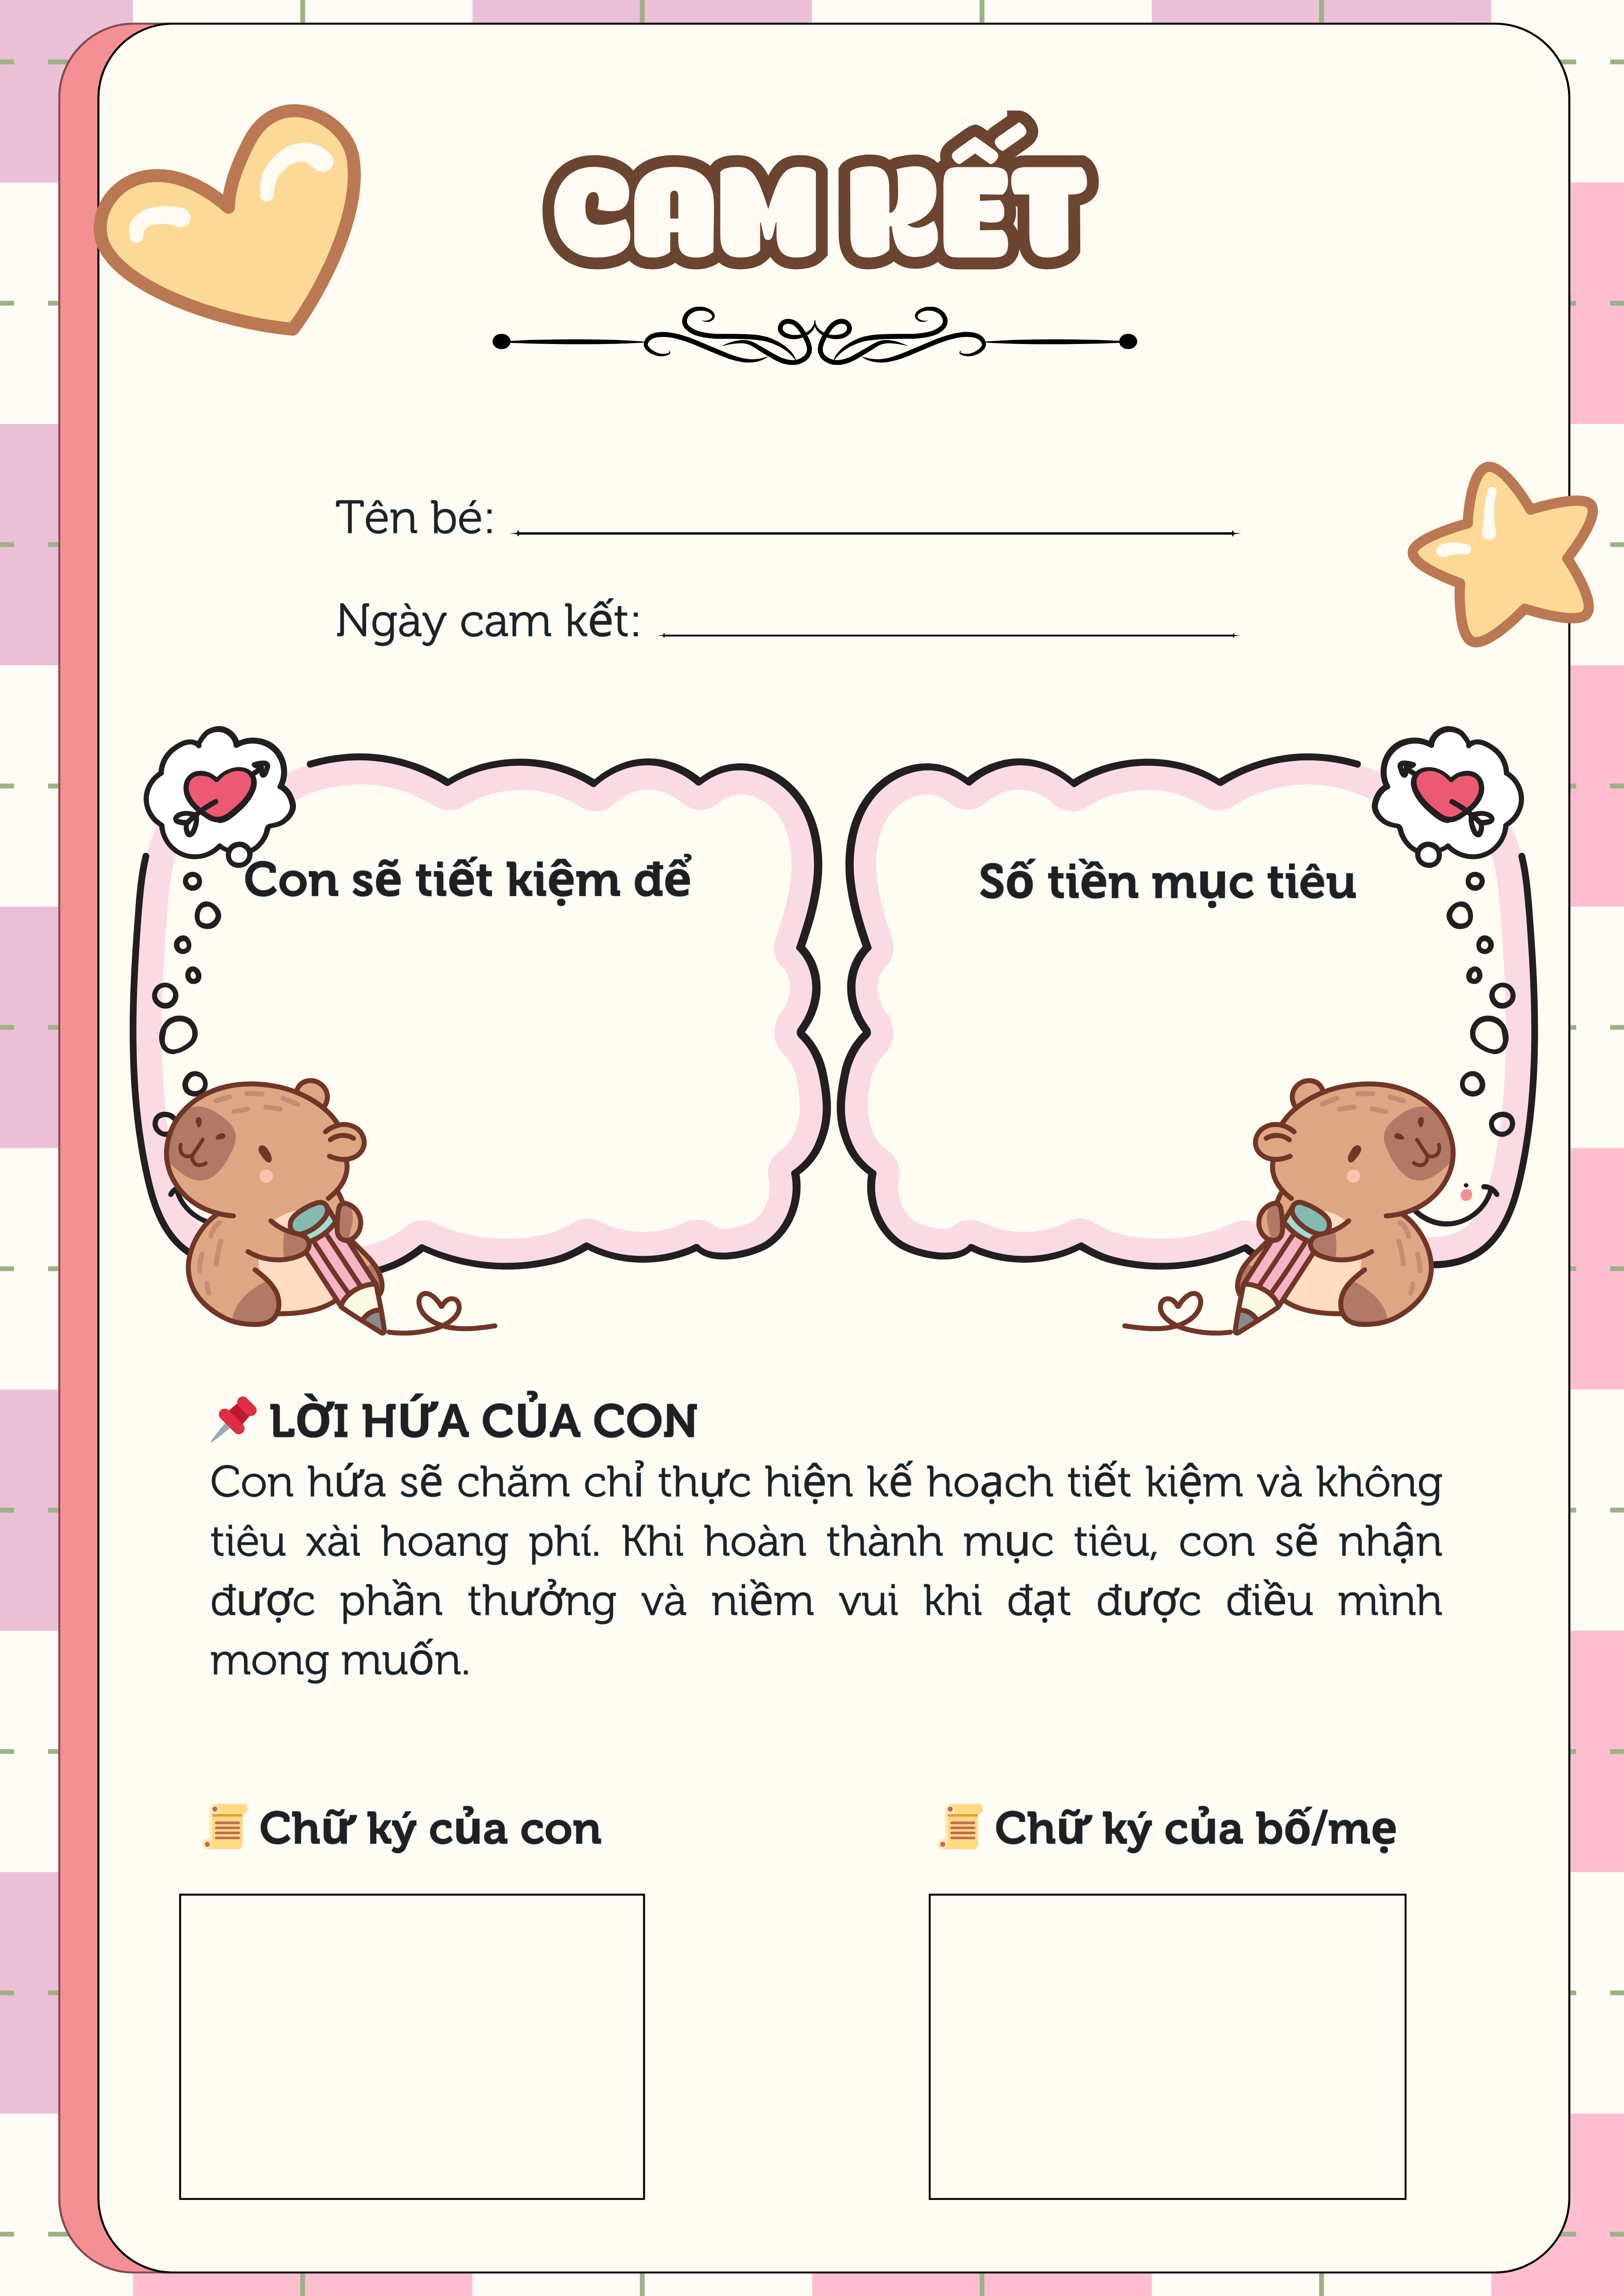 CAM KẾT
Tên bé:
Ngày cam kết:
Con sẽ tiết kiệm để
Số tiền mục tiêu
LỜI HỨA CỦA CON
Con hứa sẽ chăm chỉ thực hiện kế hoạch tiết kiệm và không
tiêu xài hoang phí. Khi hoàn thành mục tiêu, con sẽ nhận
được phần thưởng và niềm vui khi đạt được điều mình
mong muốn.
Chữ ký của con
Chữ ký của bố/mẹ